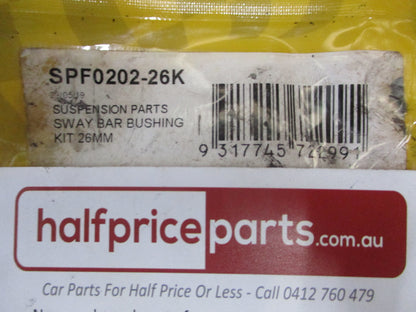 SPF0202-26K
SUSPENSION PARTS
SWAY BAR BUSHING
KIT 26MM
9 317745 722991
halfpriceparts.com.au
Car Parts For Half Price Or Less - Call 0412 760 479